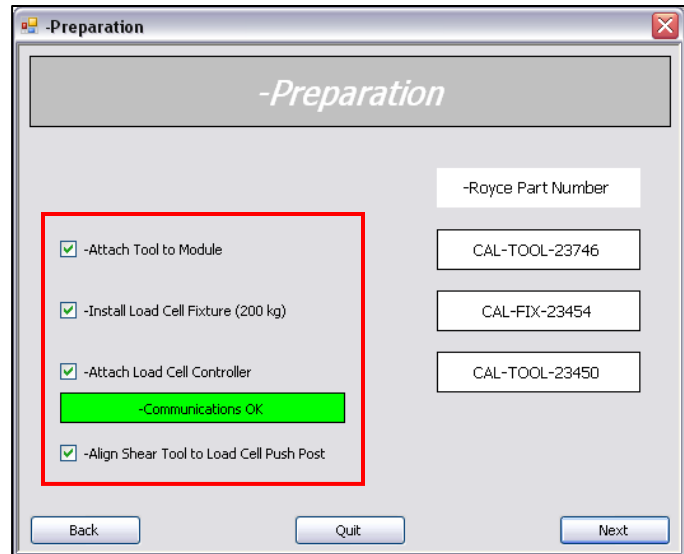 -Preparation
-Preparation
-Royce Part Number
-Attach Tool to Module
CAL-TOOL-23746
-Install Load Cell Fixture (200 kg)
CAL-FIX-23454
-Attach Load Cell Controller
CAL-TOOL-23450
-Communications OK
-Align Shear Tool to Load Cell Push Post
Back
Quit
Next